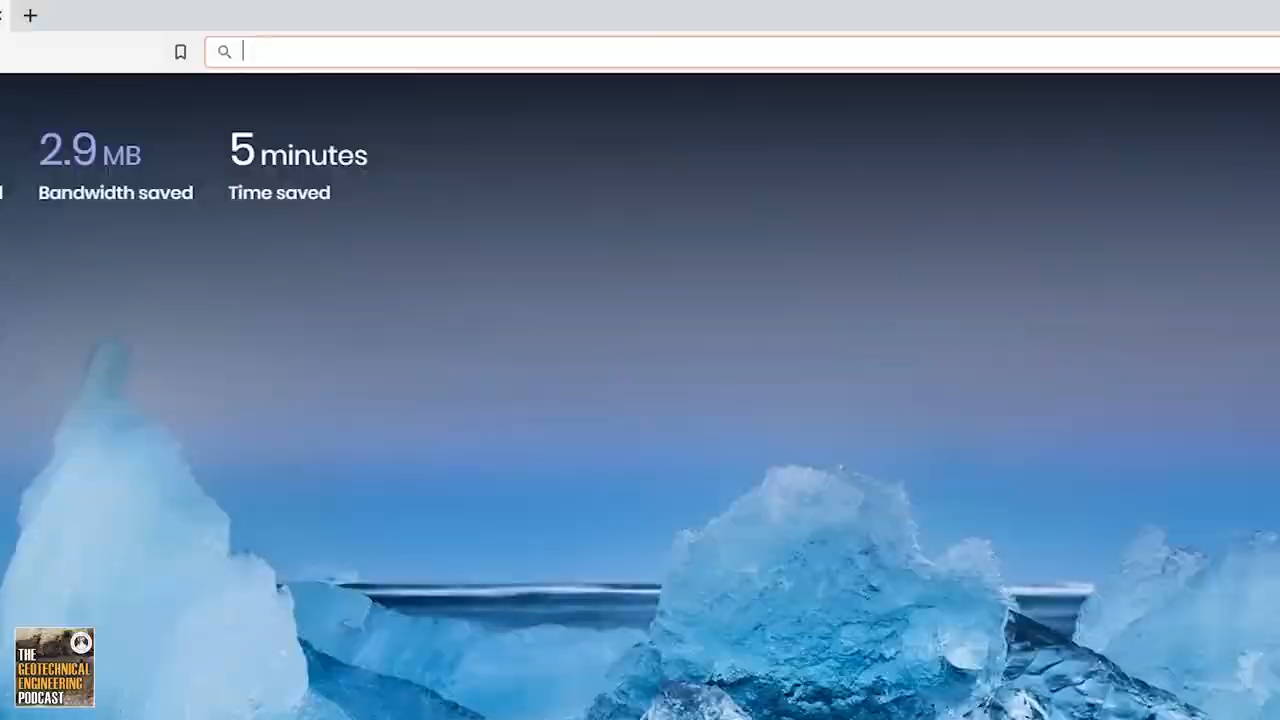 2.9 MB
5 minutes
Bandwidth saved
Time saved
THE
GEOTECHNICAL
ENGINEERING
PODCAST